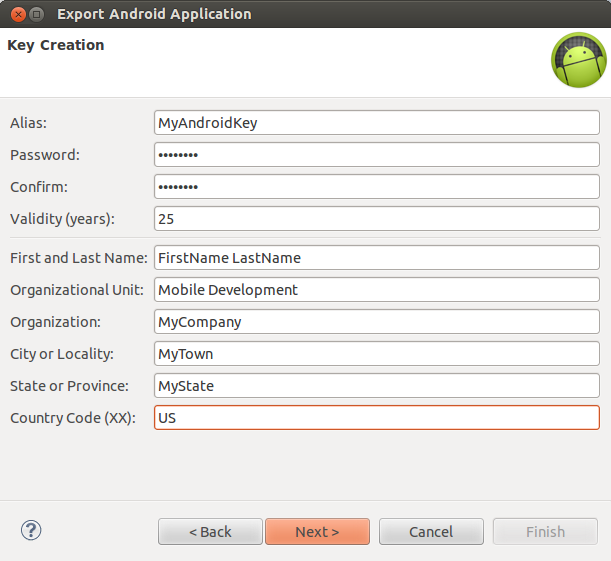 Export Android Application
Key Creation
Alias: MyAndroidKey
Password: ••••••••
Confirm: ••••••••
Validity (years): 25
First and Last Name: FirstName LastName
Organizational Unit: Mobile Development
Organization: MyCompany
City or Locality: MyTown
State or Province: MyState
Country Code (XX): US
? < Back Next > Cancel Finish